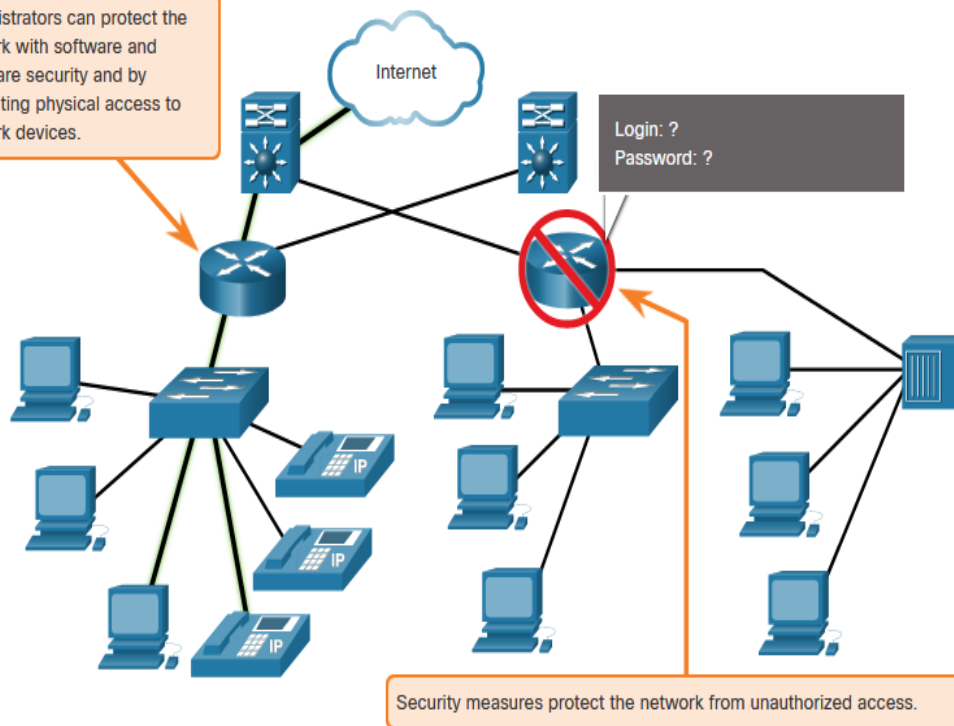 istrators can protect the
rk with software and
are security and by
ting physical access to
rk devices.
Internet
Login: ?
Password: ?
IP
IP
IP
Security measures protect the network from unauthorized access.